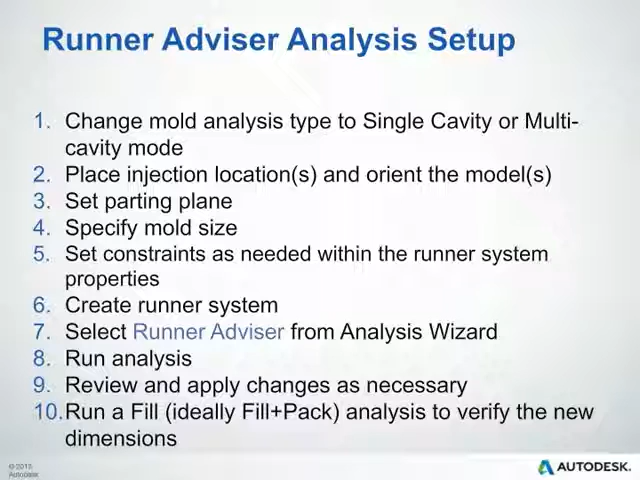 Runner Adviser Analysis Setup
1. Change mold analysis type to Single Cavity or Multi-
cavity mode
2. Place injection location(s) and orient the model(s)
3. Set parting plane
4. Specify mold size
5. Set constraints as needed within the runner system
properties
6. Create runner system
7. Select Runner Adviser from Analysis Wizard
8. Run analysis
9. Review and apply changes as necessary
10. Run a Fill (ideally Fill+Pack) analysis to verify the new
dimensions
©
Autodesk
AUTODESK.